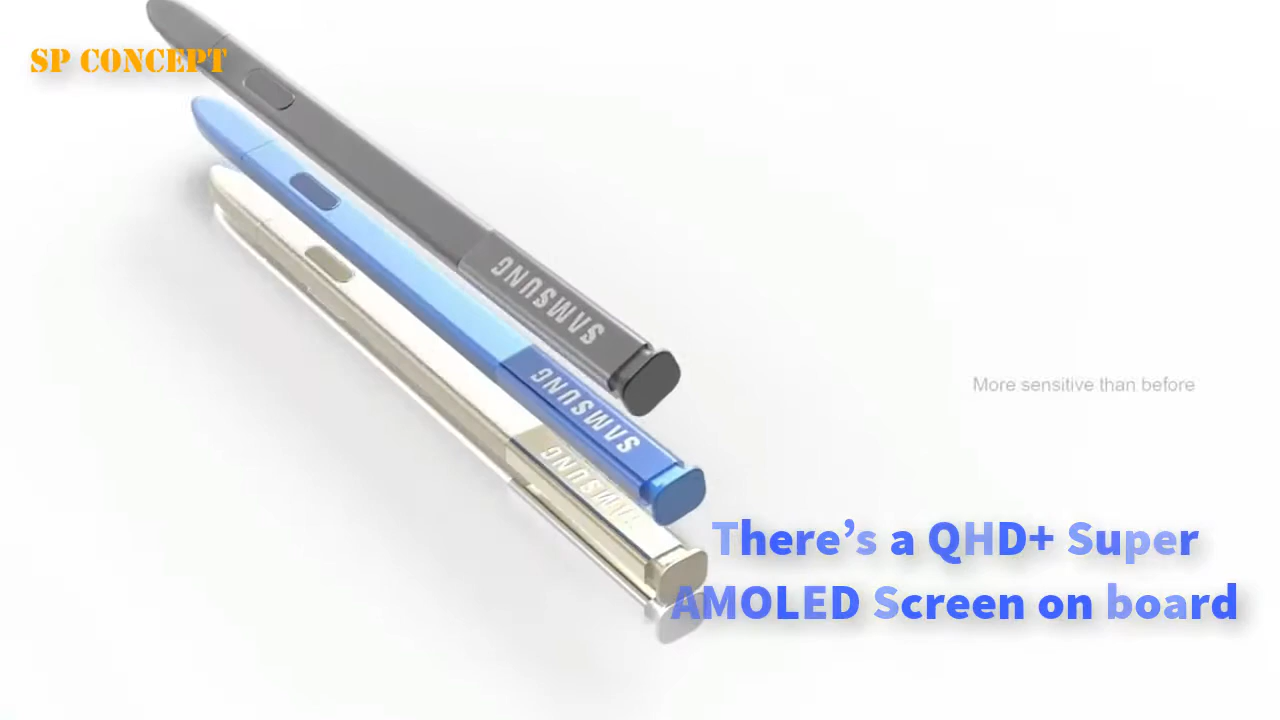 SP CONCEPT
SAMSUNG
SAMSUNG
SAMSUNG
More sensitive than before
There’s a QHD+ Super
AMOLED Screen on board